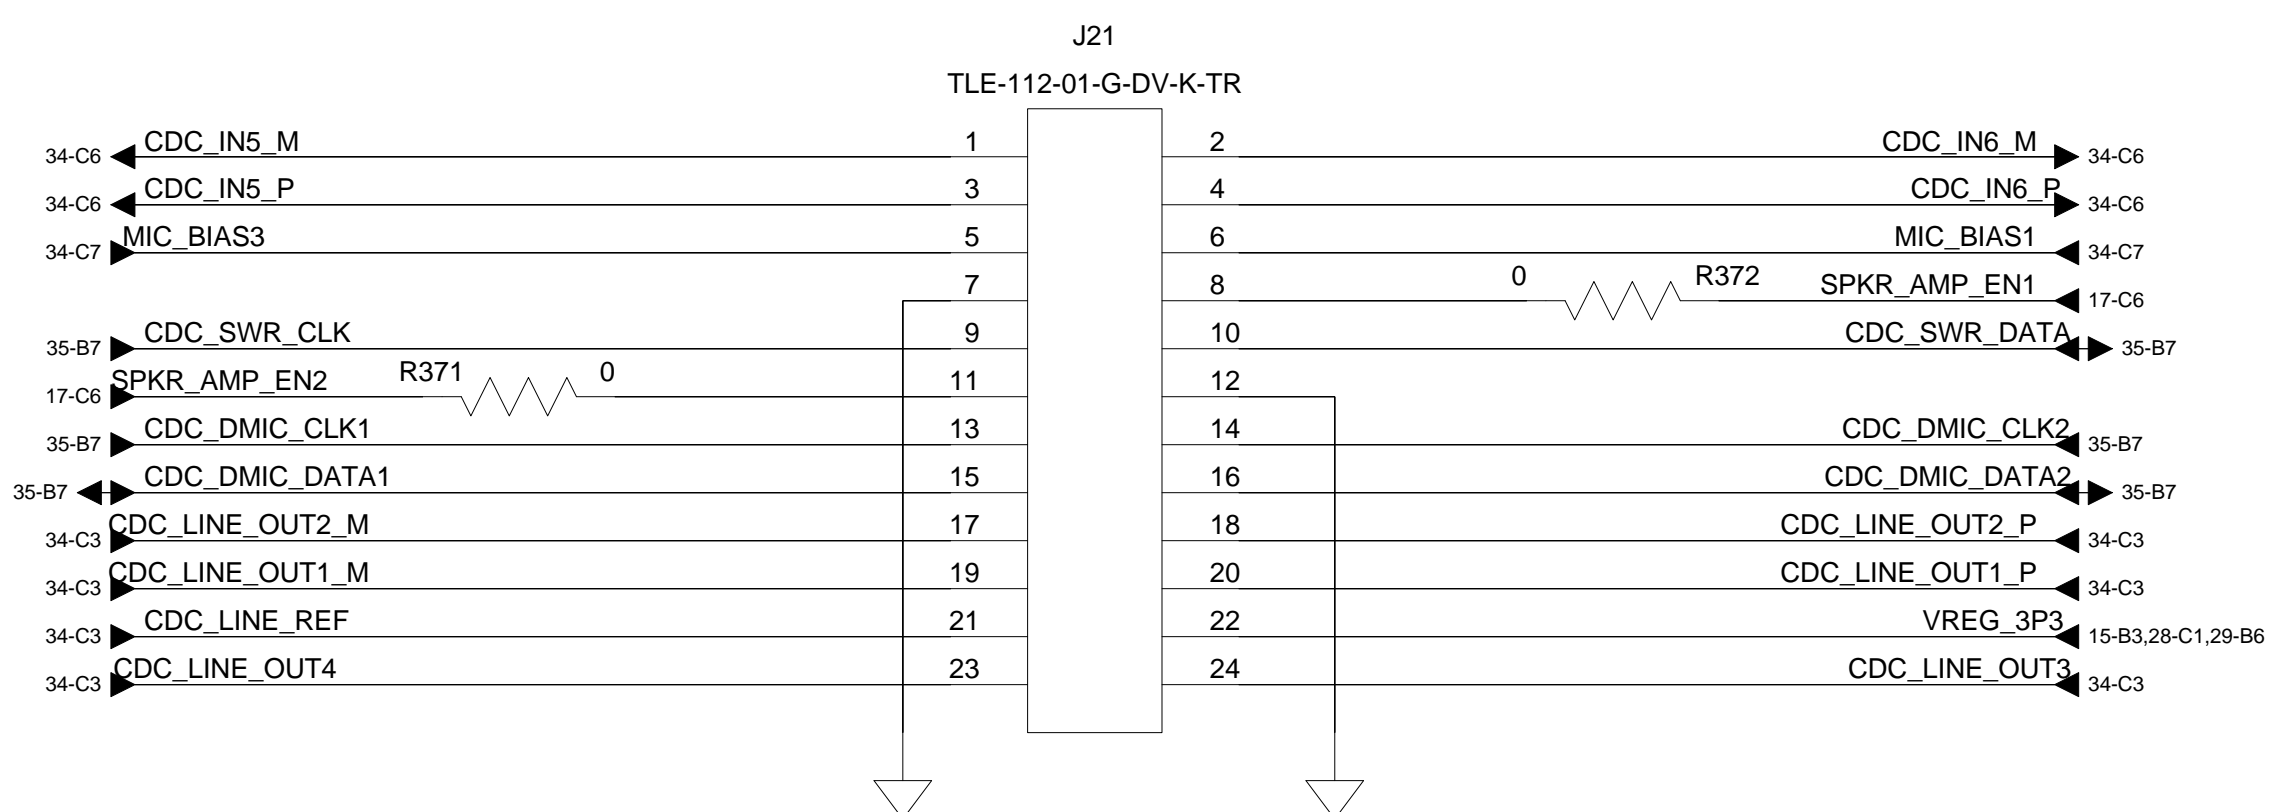 J21
TLE-112-01-G-DV-K-TR
34-C6 CDC_IN5_M 1 2 CDC_IN6_M 34-C6
34-C6 CDC_IN5_P 3 4 CDC_IN6_P 34-C6
34-C7 MIC_BIAS3 5 6 MIC_BIAS1 34-C7
7 8 0 R372 SPKR_AMP_EN1 17-C6
35-B7 CDC_SWR_CLK 9 10 CDC_SWR_DATA 35-B7
17-C6 SPKR_AMP_EN2 R371 0 11 12
35-B7 CDC_DMIC_CLK1 13 14 CDC_DMIC_CLK2 35-B7
35-B7 CDC_DMIC_DATA1 15 16 CDC_DMIC_DATA2 35-B7
34-C3 CDC_LINE_OUT2_M 17 18 CDC_LINE_OUT2_P 34-C3
34-C3 CDC_LINE_OUT1_M 19 20 CDC_LINE_OUT1_P 34-C3
34-C3 CDC_LINE_REF 21 22 VREG_3P3 15-B3,28-C1,29-B6
34-C3 CDC_LINE_OUT4 23 24 CDC_LINE_OUT3 34-C3